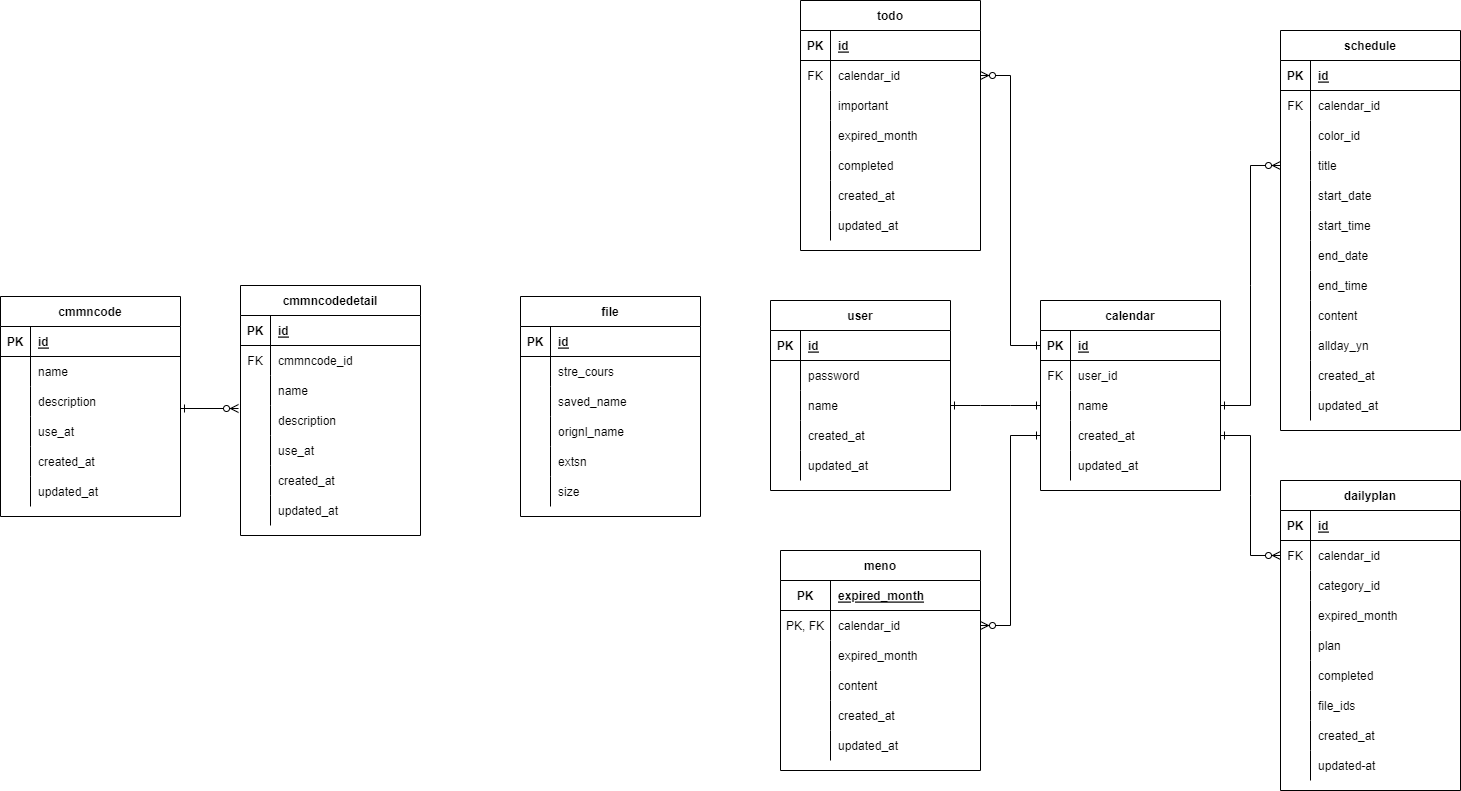 todo
PK id
FK calendar_id
important
expired_month
completed
created_at
updated_at
schedule
PK id
FK calendar_id
color_id
title
start_date
start_time
end_date
end_time
content
allday_yn
created_at
updated_at
cmmncode
PK id
name
description
use_at
created_at
updated_at
cmmncodedetail
PK id
FK cmmncode_id
name
description
use_at
created_at
updated_at
file
PK id
stre_cours
saved_name
orignl_name
extsn
size
user
PK id
password
name
created_at
updated_at
calendar
PK id
FK user_id
name
created_at
updated_at
meno
PK expired_month
PK, FK calendar_id
expired_month
content
created_at
updated_at
dailyplan
PK id
FK calendar_id
category_id
expired_month
plan
completed
file_ids
created_at
updated-at